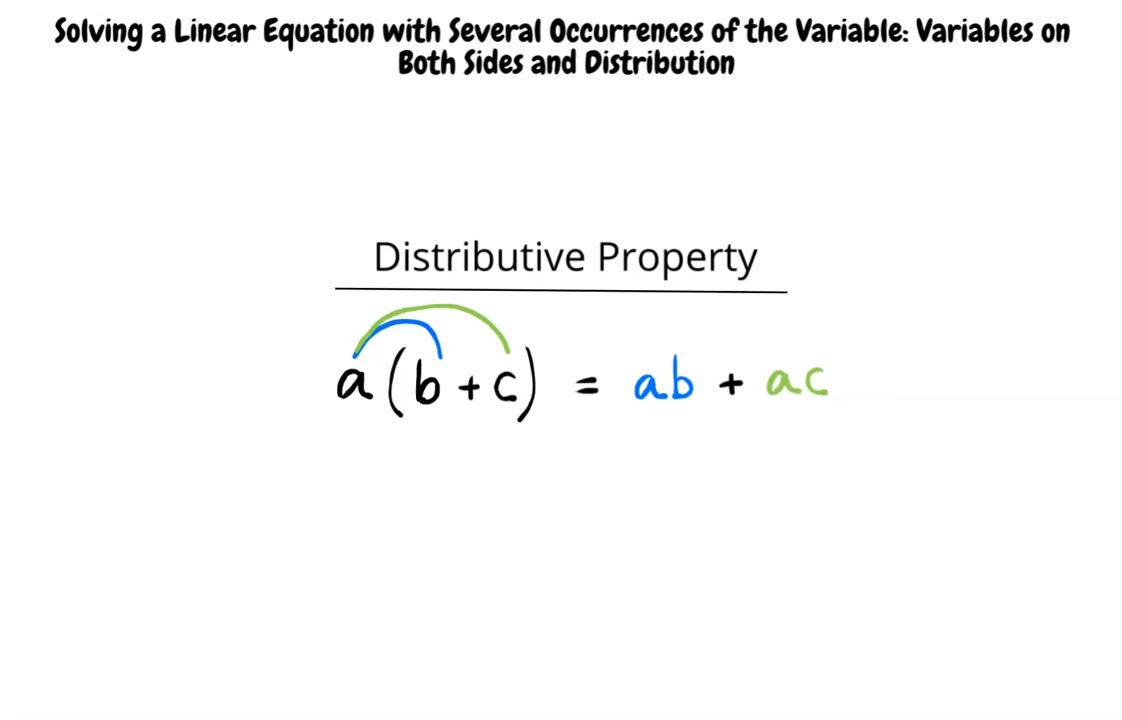 Solving a Linear Equation with Several Occurrences of the Variable: Variables on
Both Sides and Distribution
Distributive Property
a(b+c) = ab + ac